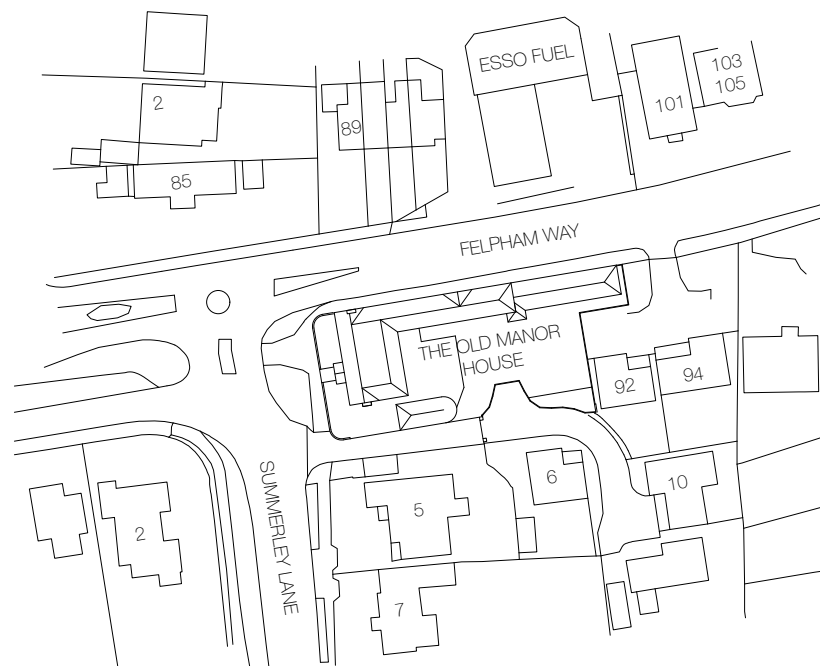 ESSO FUEL
103
105
101
2
89
85
FELPHAM WAY
THE OLD MANOR
HOUSE
92
94
SUMMERLEY LANE
2
5
6
10
7